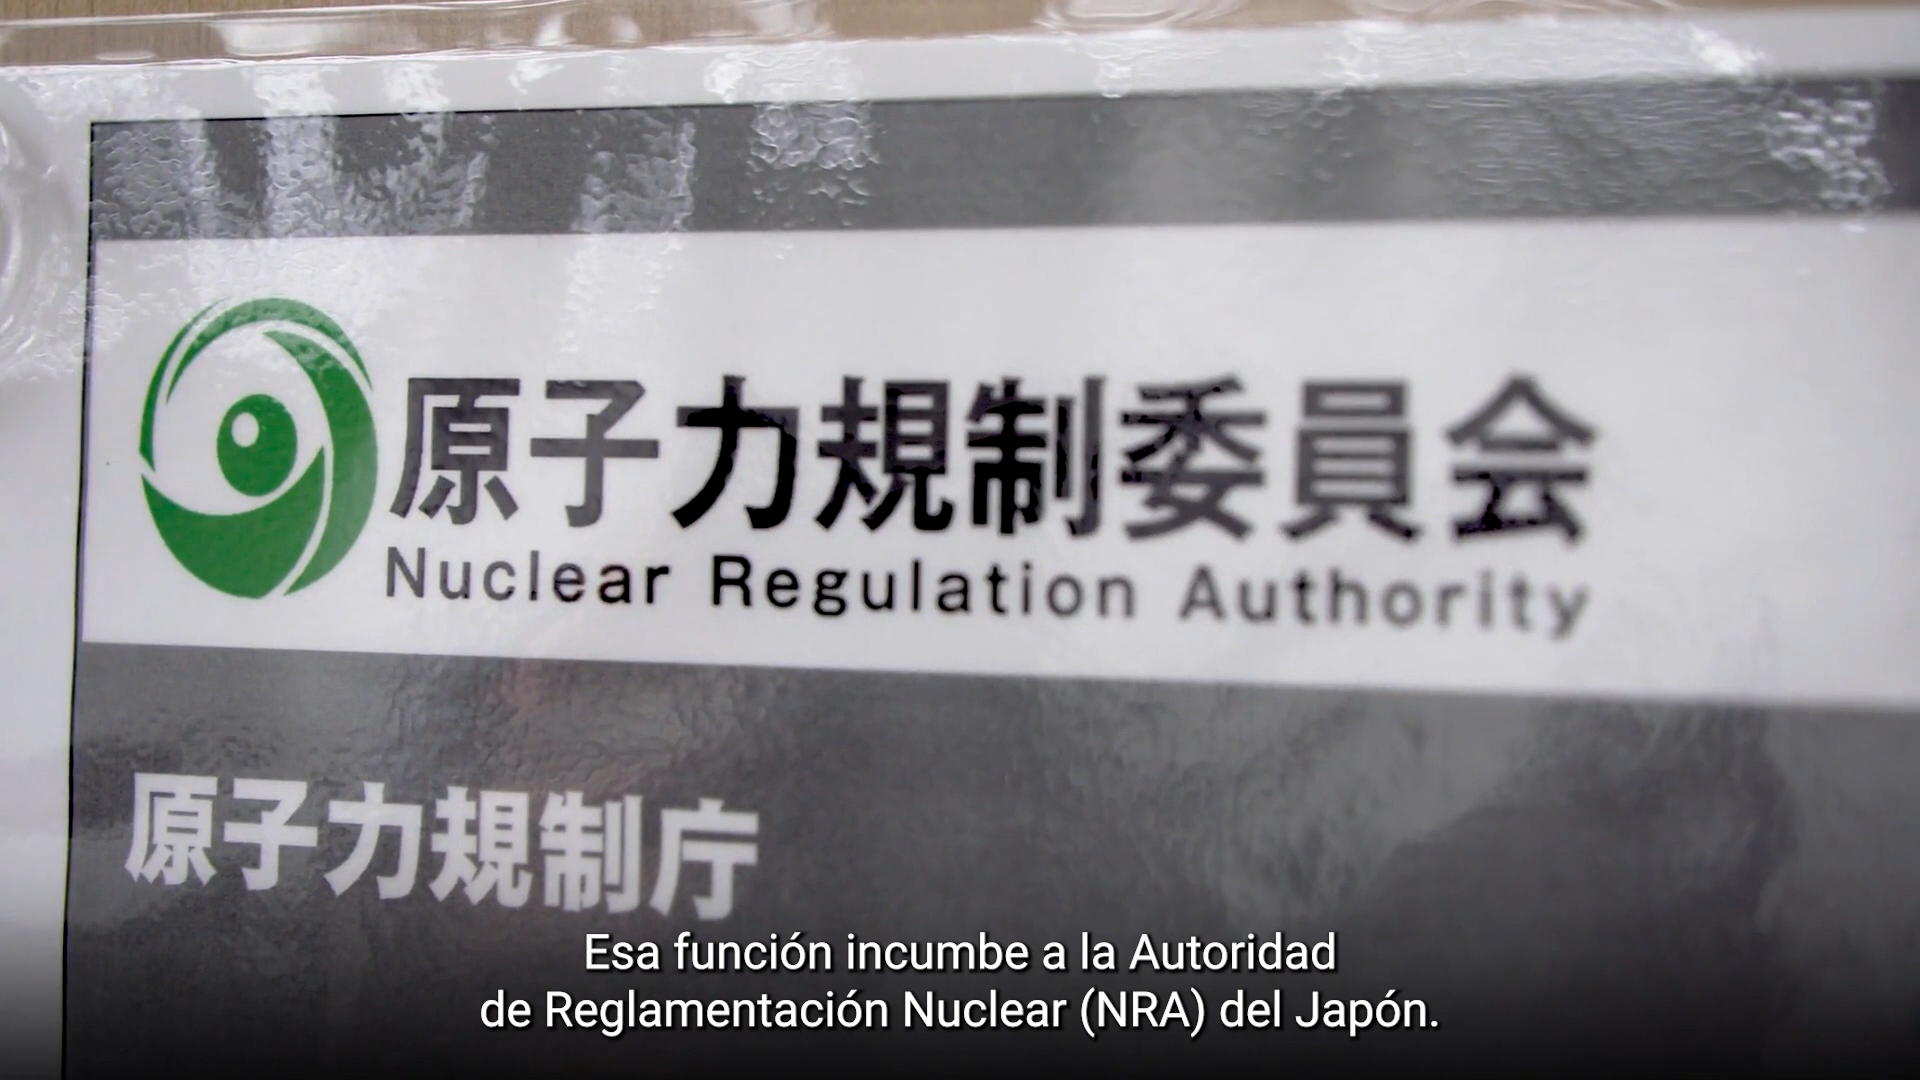 原子力規制委員会
Nuclear Regulation Authority
原子力規制庁
Esa función incumbe a la Autoridad
de Reglamentación Nuclear (NRA) del Japón.